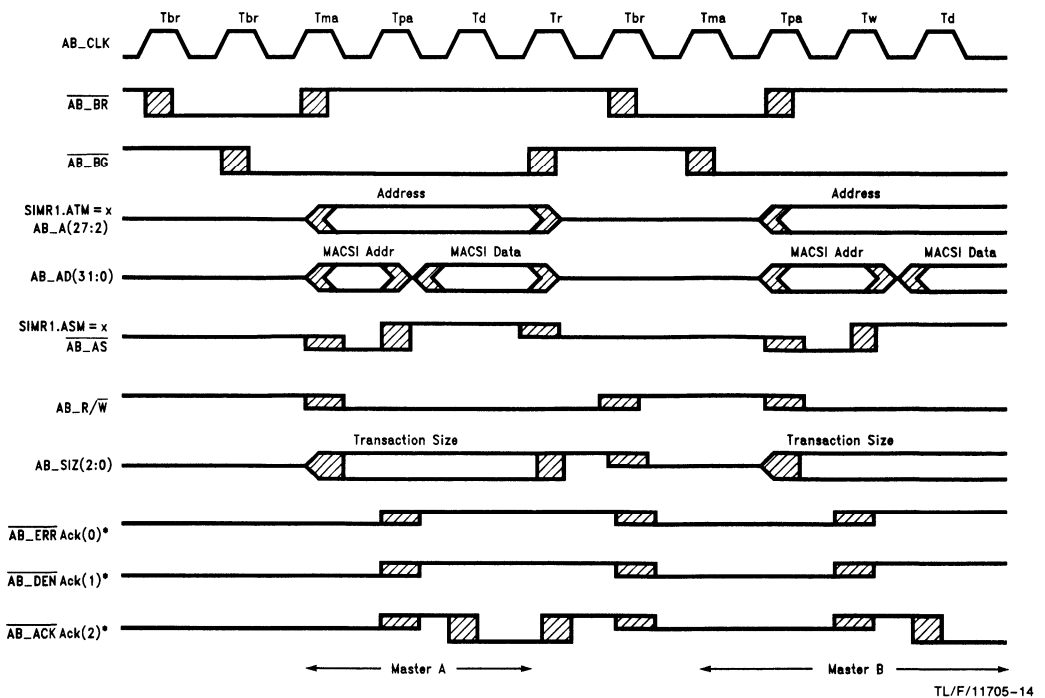 Tbr Tbr Tma Tpa Td Tr Tbr Tma Tpa Tw Td
AB_CLK
AB_BR
AB_BG
Address Address
SIMR1.ATM = x
AB_A(27:2)
MACSI Addr MACSI Data MACSI Addr MACSI Data
AB_AD(31:0)
SIMR1.ASM = x
AB_AS
AB_R/W
Transaction Size Transaction Size
AB_SIZ(2:0)
AB_ERR Ack(0)*
AB_DEN Ack(1)*
AB_ACK Ack(2)*
Master A Master B
TL/F/11705-14